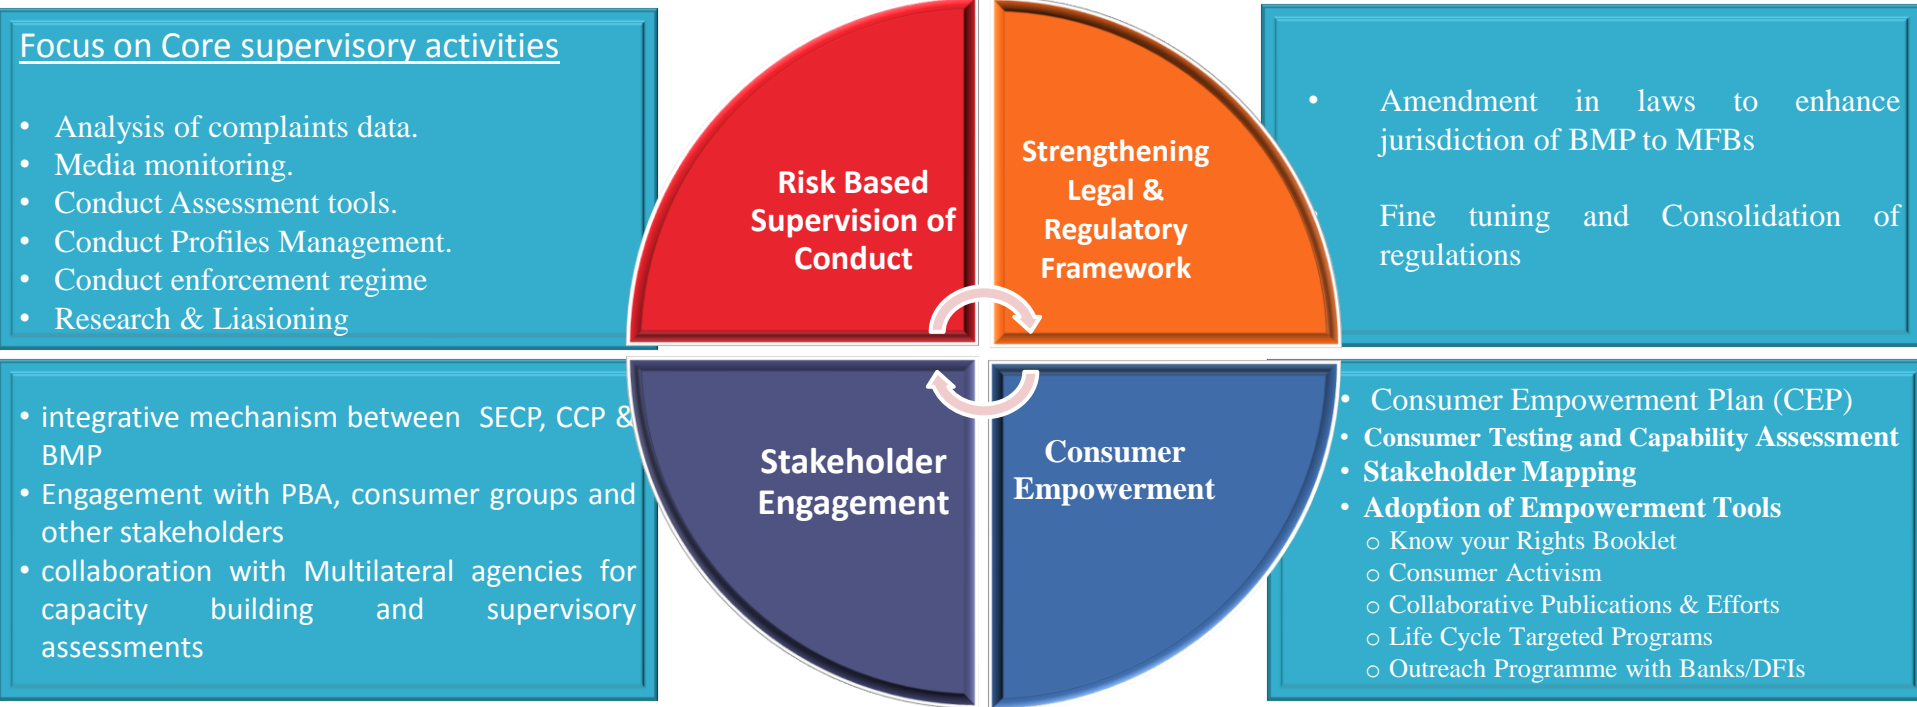 Focus on Core supervisory activities
• Analysis of complaints data.
• Media monitoring.
• Conduct Assessment tools.
• Conduct Profiles Management.
• Conduct enforcement regime
• Research & Liasioning
Risk Based
Supervision of
Conduct
Strengthening
Legal &
Regulatory
Framework
• Amendment in laws to enhance
jurisdiction of BMP to MFBs
Fine tuning and Consolidation of
regulations
• integrative mechanism between SECP, CCP &
BMP
• Engagement with PBA, consumer groups and
other stakeholders
• collaboration with Multilateral agencies for
capacity building and supervisory
assessments
Stakeholder
Engagement
Consumer
Empowerment
• Consumer Empowerment Plan (CEP)
• Consumer Testing and Capability Assessment
• Stakeholder Mapping
• Adoption of Empowerment Tools
o Know your Rights Booklet
o Consumer Activism
o Collaborative Publications & Efforts
o Life Cycle Targeted Programs
o Outreach Programme with Banks/DFIs